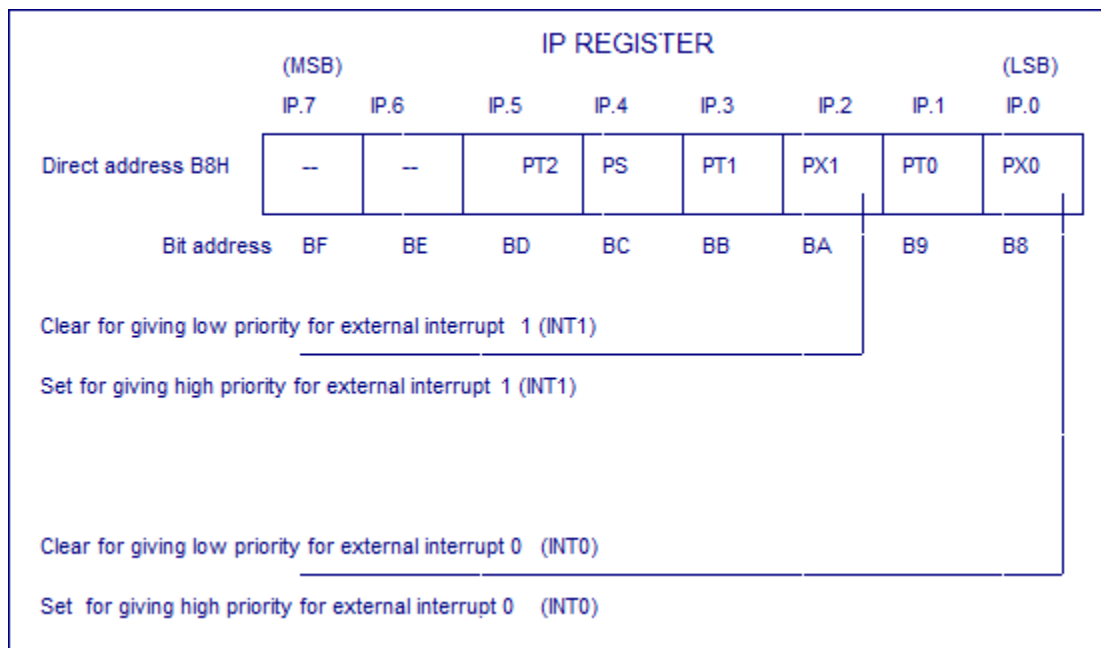 IP REGISTER
(MSB) (LSB)
IP.7 IP.6 IP.5 IP.4 IP.3 IP.2 IP.1 IP.0
Direct address B8H -- -- PT2 PS PT1 PX1 PT0 PX0
Bit address BF BE BD BC BB BA B9 B8
Clear for giving low priority for external interrupt 1 (INT1)
Set for giving high priority for external interrupt 1 (INT1)
Clear for giving low priority for external interrupt 0 (INT0)
Set for giving high priority for external interrupt 0 (INT0)